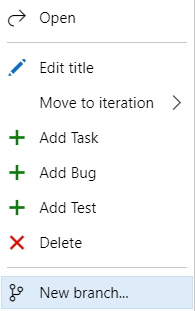 Open
Edit title
Move to iteration
Add Task
Add Bug
Add Test
Delete
New branch...